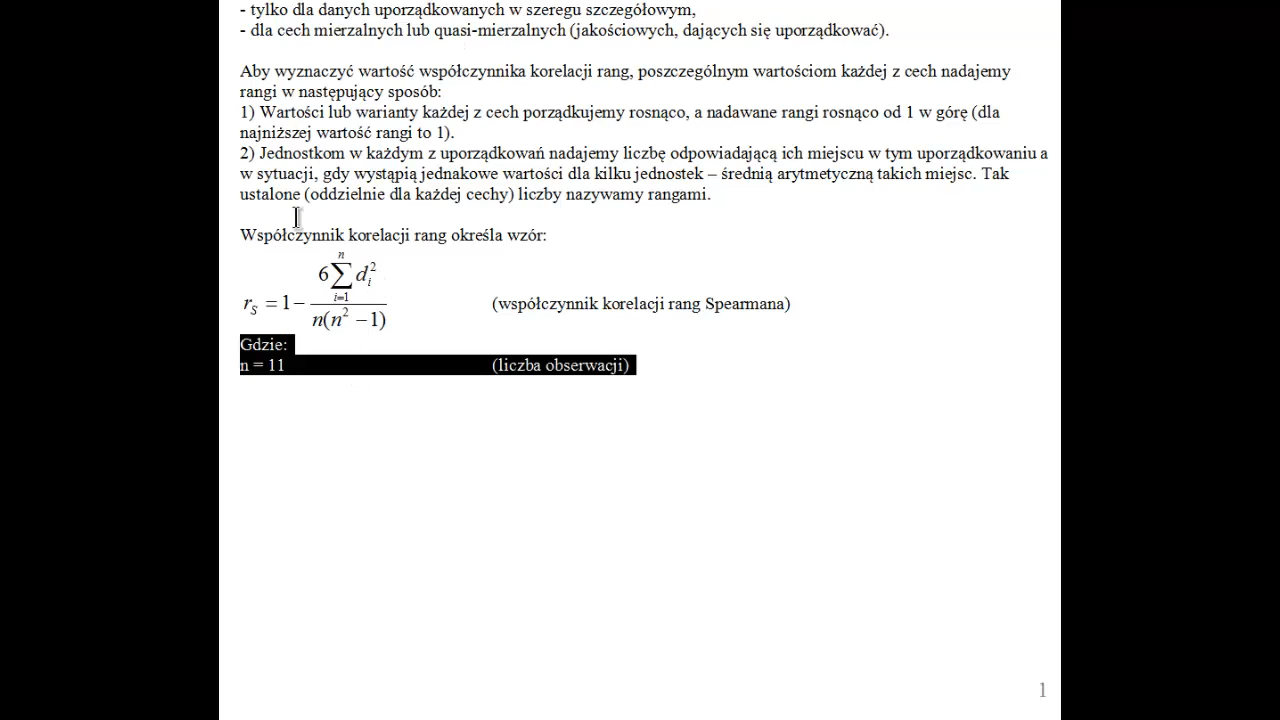 - tylko dla danych uporządkowanych w szeregu szczegółowym,
- dla cech mierzalnych lub quasi-mierzalnych (jakościowych, dających się uporządkować).
Aby wyznaczyć wartość współczynnika korelacji rang, poszczególnym wartościom każdej z cech nadajemy
rangi w następujący sposób:
1) Wartości lub warianty każdej z cech porządkujemy rosnąco, a nadawane rangi rosnąco od 1 w górę (dla
najniższej wartość rangi to 1).
2) Jednostkom w każdym z uporządkowań nadajemy liczbę odpowiadającą ich miejscu w tym uporządkowaniu a
w sytuacji, gdy wystąpią jednakowe wartości dla kilku jednostek – średnią arytmetyczną takich miejsc. Tak
ustalone (oddzielnie dla każdej cechy) liczby nazywamy rangami.
Współczynnik korelacji rang określa wzór:
r_S = 1 − \frac{6\sum_{i=1}^{n} d_i^2}{n(n^2 − 1)} (współczynnik korelacji rang Spearmana)
Gdzie:
n = 11 (liczba obserwacji)
1